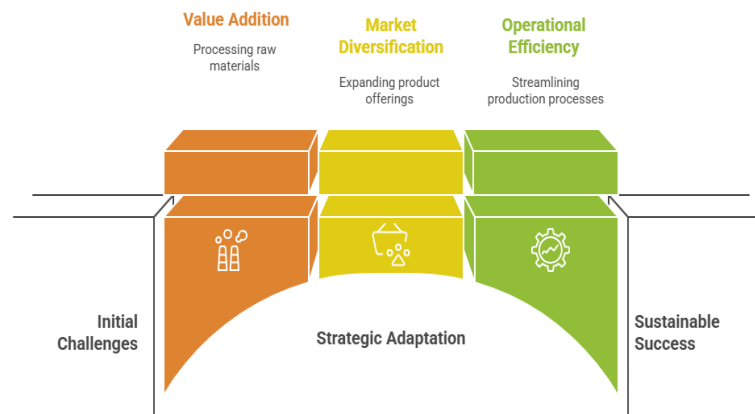 Value Addition
Processing raw
materials
Market
Diversification
Expanding product
offerings
Operational
Efficiency
Streamlining
production processes
Initial
Challenges
Strategic Adaptation
Sustainable
Success